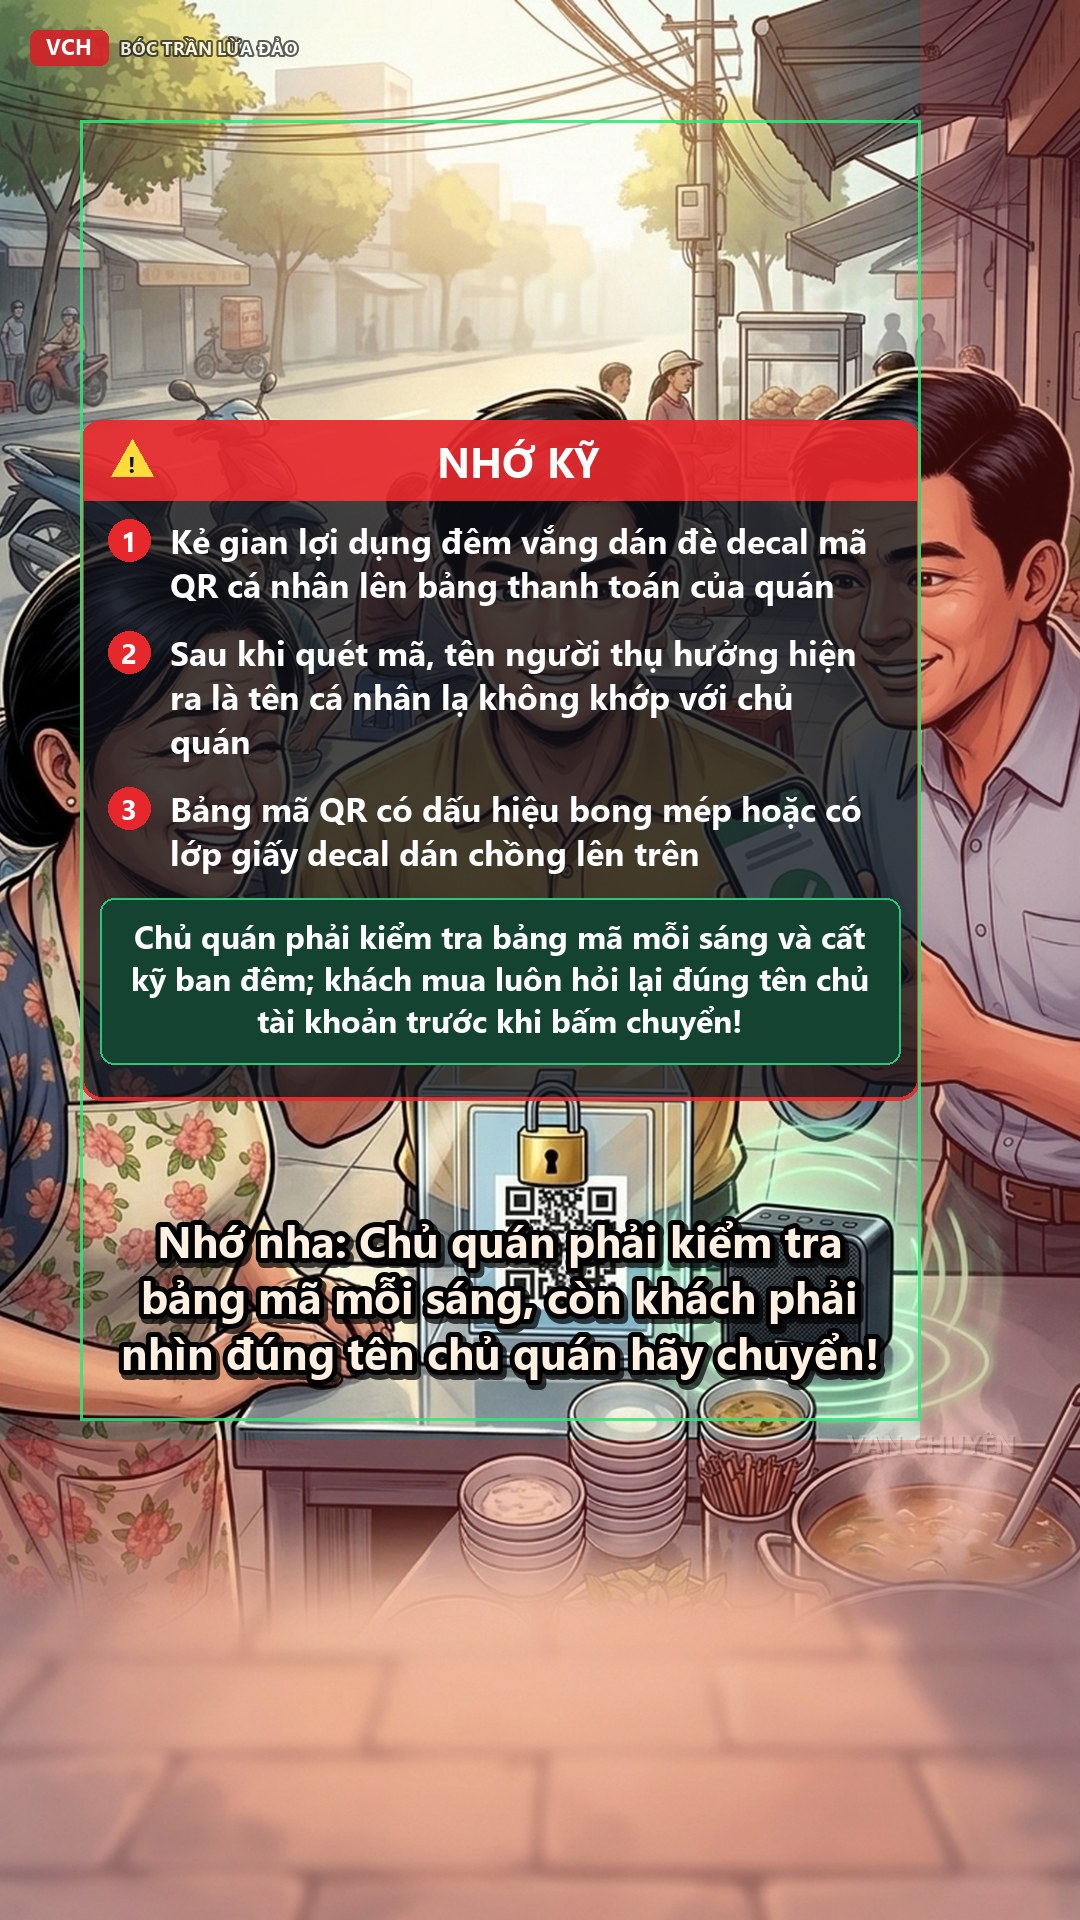 VCH BÓC TRẦN LỪA ĐẢO
NHỚ KỸ
1 Kẻ gian lợi dụng đêm vắng dán đè decal mã
QR cá nhân lên bảng thanh toán của quán
2 Sau khi quét mã, tên người thụ hưởng hiện
ra là tên cá nhân lạ không khớp với chủ
quán
3 Bảng mã QR có dấu hiệu bong mép hoặc có
lớp giấy decal dán chồng lên trên
Chủ quán phải kiểm tra bảng mã mỗi sáng và cất
kỹ ban đêm; khách mua luôn hỏi lại đúng tên chủ
tài khoản trước khi bấm chuyển!
Nhớ nha: Chủ quán phải kiểm tra
bảng mã mỗi sáng, còn khách phải
nhìn đúng tên chủ quán hãy chuyển!
VẠN CHUYỆN